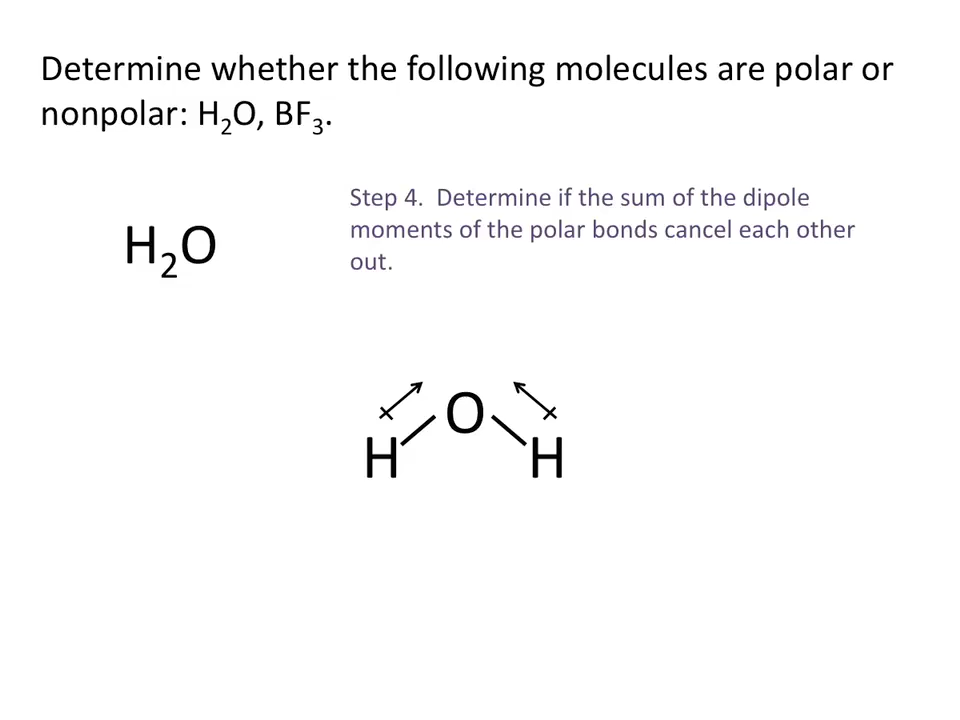 Determine whether the following molecules are polar or
nonpolar: H₂O, BF₃.
Step 4. Determine if the sum of the dipole
moments of the polar bonds cancel each other
out.
H₂O
O
H H